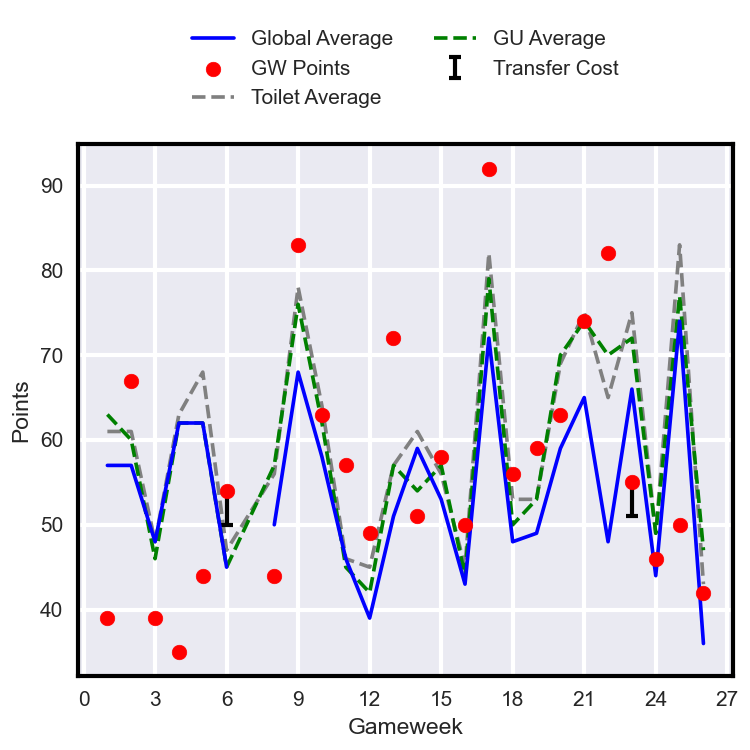 Global Average
GW Points
Toilet Average
GU Average
Transfer Cost
90
80
70
60
50
40
Points
0 3 6 9 12 15 18 21 24 27
Gameweek